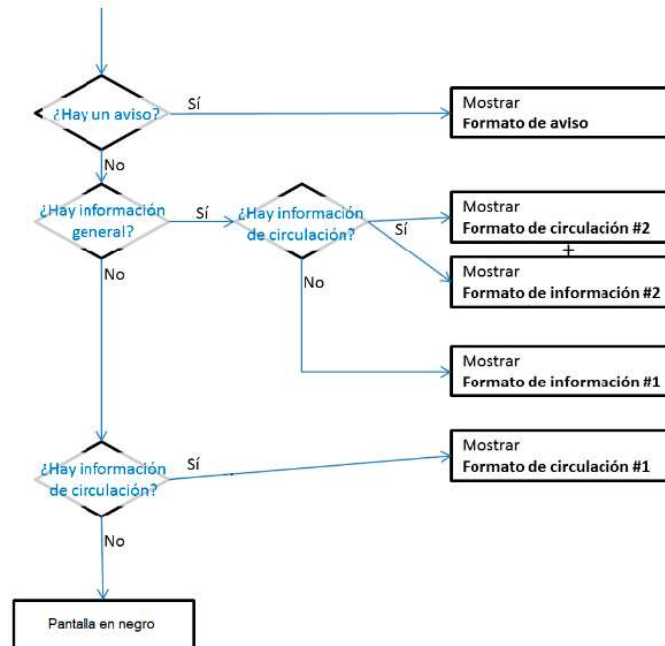 ¿Hay un aviso?
Sí
Mostrar
Formato de aviso
No
¿Hay información
general?
Sí
¿Hay información
de circulación?
Sí
Mostrar
Formato de circulación #2
+
Mostrar
Formato de información #2
No
No
Mostrar
Formato de información #1
¿Hay información
de circulación?
Sí
Mostrar
Formato de circulación #1
No
Pantalla en negro